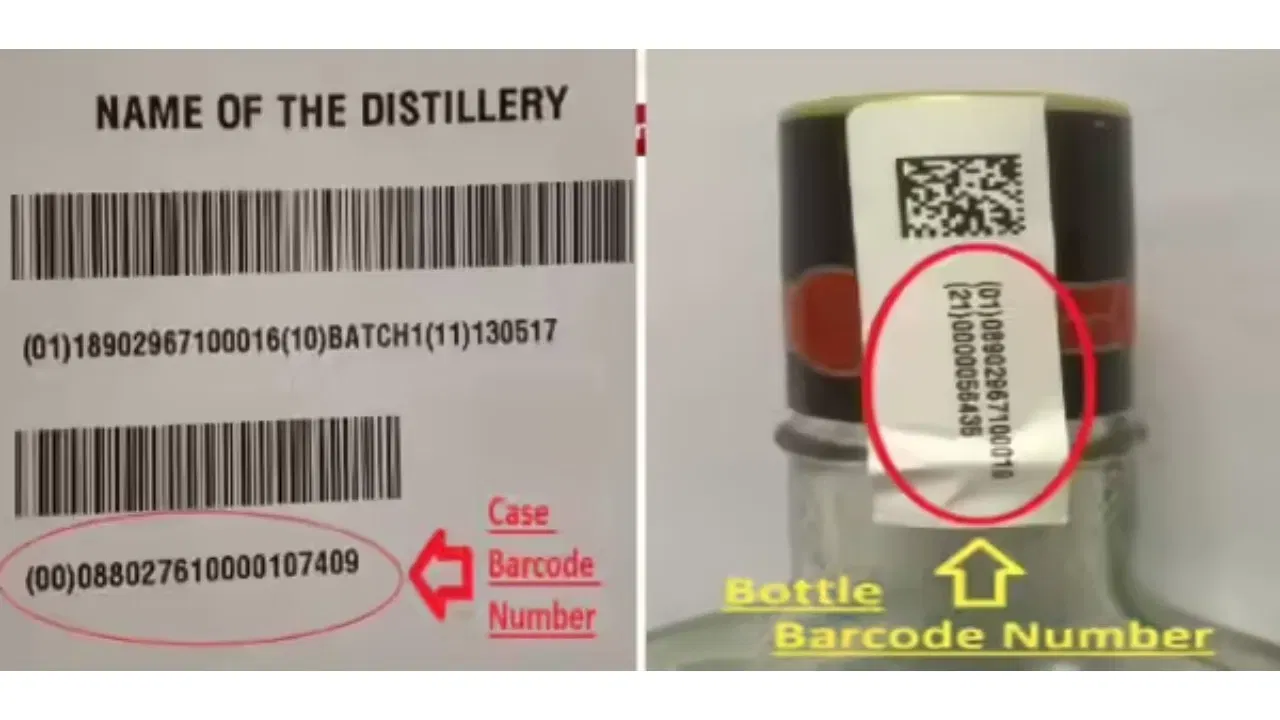 NAME OF THE DISTILLERY
(01)18902967100016(10)BATCH1(11)130517
(00)088027610000107409
Case
Barcode
Number
(01)08902967100019
(21)0000056436
Bottle
Barcode Number